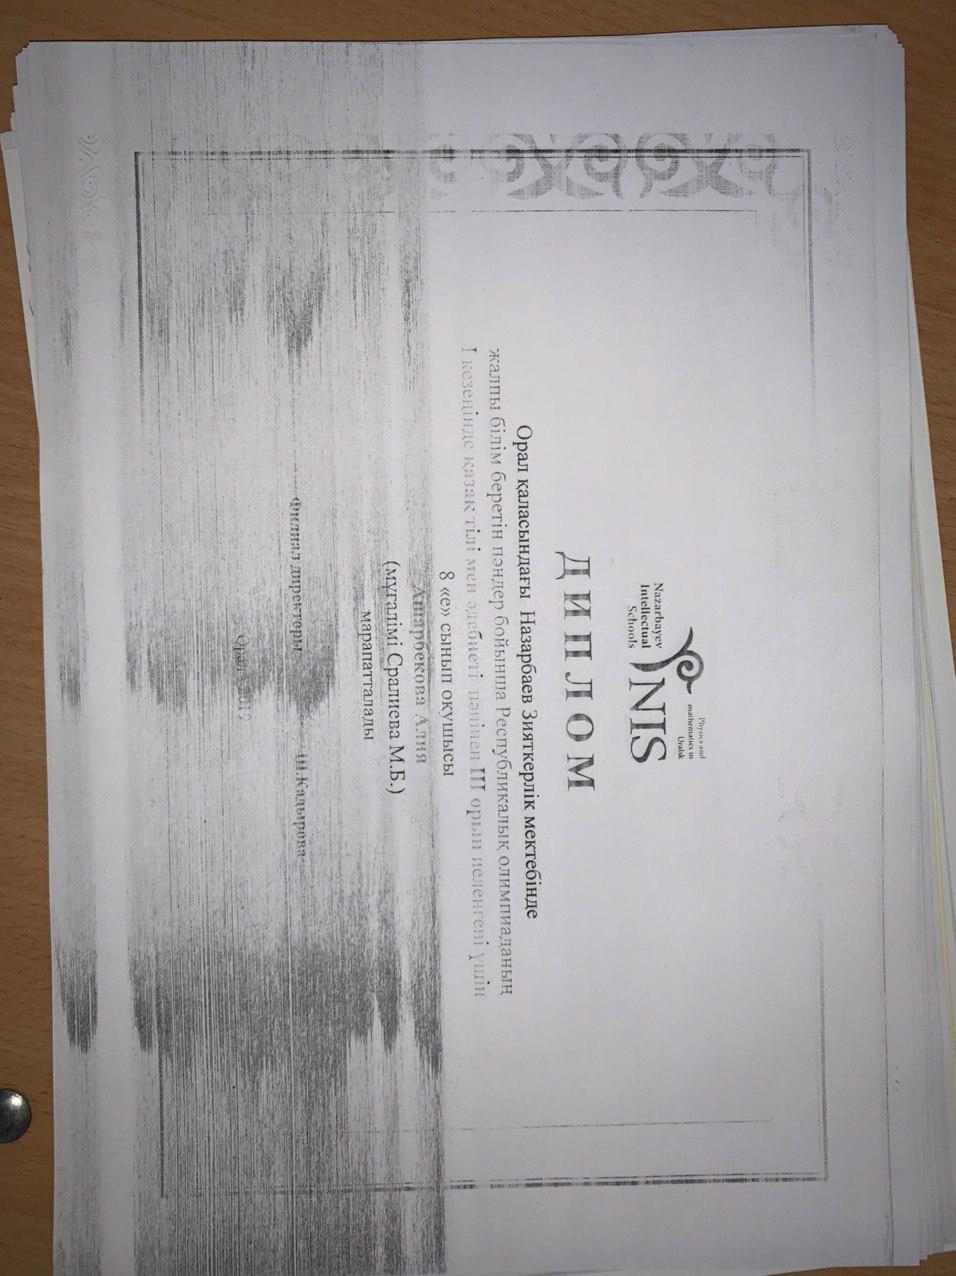 Physics and
mathematics in
Uralsk
NIS
Nazarbayev
Intellectual
Schools
ДИПЛОМ
Орал қаласындағы Назарбаев Зияткерлік мектебінде
жалпы білім беретін пәндер бойынша Республикалық олимпиаданың
І кезеңінде қазақ тілі мен әдебиеті пәнінен ІІІ орын иеленгені үшін
8 «е» сынып оқушысы
Алия
(мұғалімі Сралиева М.Б.)
марапатталады
Филиал директоры Ш.Кадырова
Орал